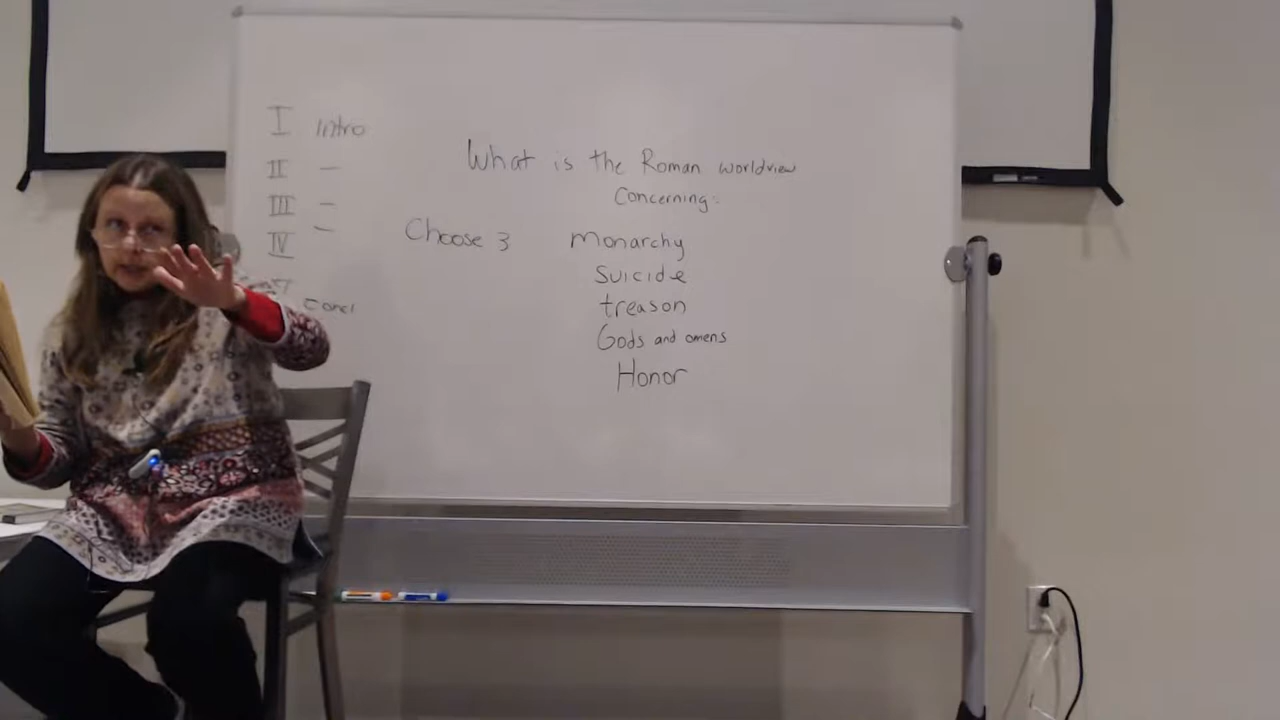 I Intro
II –
III –
IV –
Concl
What is the Roman worldview
Concerning:
Choose 3 Monarchy
Suicide
treason
Gods and omens
Honor